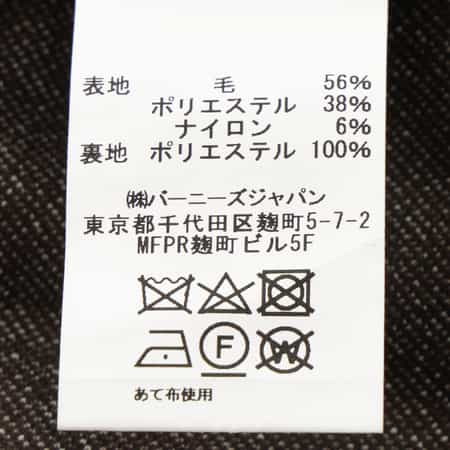 表地 毛 56%
ポリエステル 38%
ナイロン 6%
裏地 ポリエステル 100%
㈱バーニーズジャパン
東京都千代田区麹町5-7-2
MFPR麹町ビル5F
F W
あて布使用